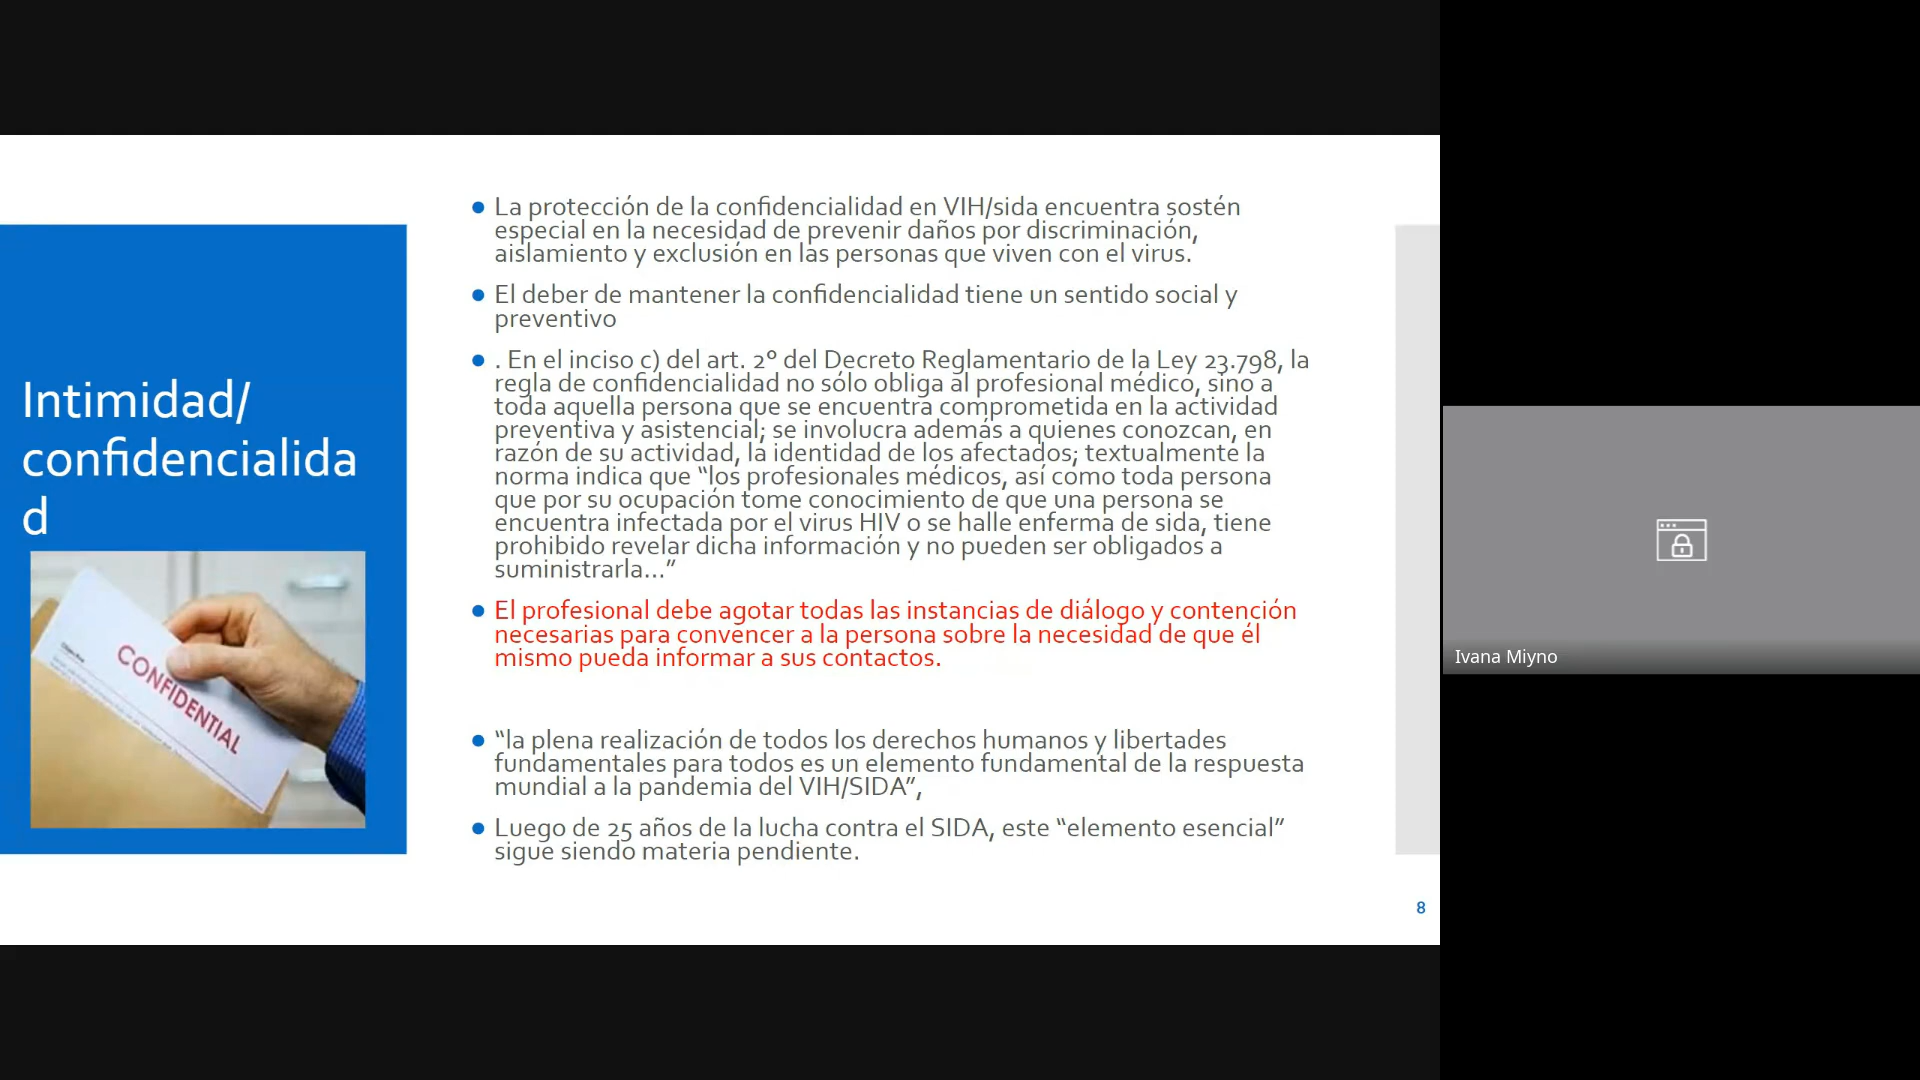 Intimidad/
confidencialida
d
CONFIDENTIAL
La protección de la confidencialidad en VIH/sida encuentra sostén
especial en la necesidad de prevenir daños por discriminación,
aislamiento y exclusión en las personas que viven con el virus.
El deber de mantener la confidencialidad tiene un sentido social y
preventivo
. En el inciso c) del art. 2º del Decreto Reglamentario de la Ley 23.798, la
regla de confidencialidad no sólo obliga al profesional médico, sino a
toda aquella persona que se encuentra comprometida en la actividad
preventiva y asistencial; se involucra además a quienes conozcan, en
razón de su actividad, la identidad de los afectados; textualmente la
norma indica que “los profesionales médicos, así como toda persona
que por su ocupación tome conocimiento de que una persona se
encuentra infectada por el virus HIV o se halle enferma de sida, tiene
prohibido revelar dicha información y no pueden ser obligados a
suministrarla...”
El profesional debe agotar todas las instancias de diálogo y contención
necesarias para convencer a la persona sobre la necesidad de que él
mismo pueda informar a sus contactos.
“la plena realización de todos los derechos humanos y libertades
fundamentales para todos es un elemento fundamental de la respuesta
mundial a la pandemia del VIH/SIDA”,
Luego de 25 años de la lucha contra el SIDA, este “elemento esencial”
sigue siendo materia pendiente.
8
Ivana Miyno